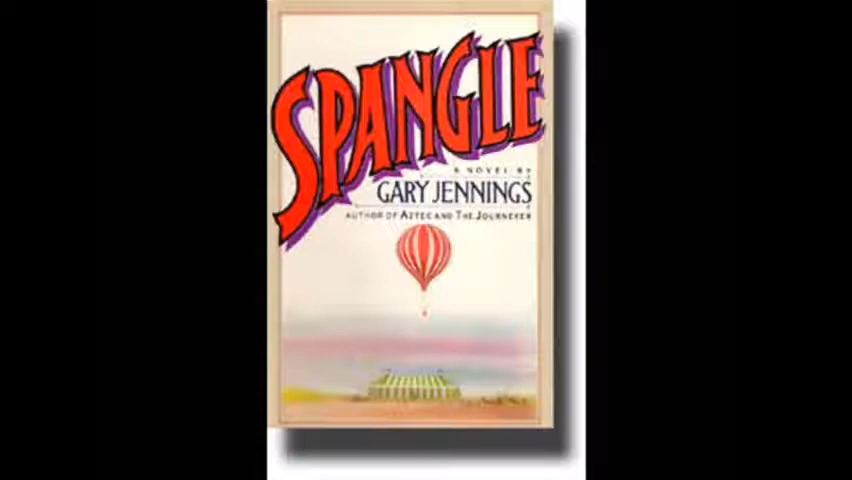 SPANGLE
A NOVEL BY
GARY JENNINGS
AUTHOR OF AZTEC AND THE JOURNEYER